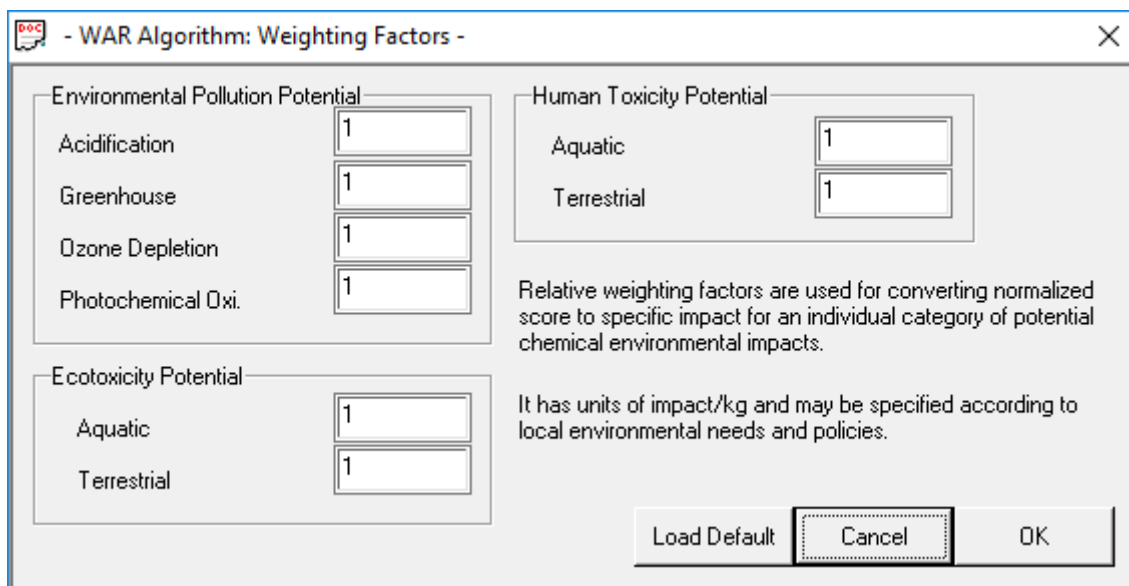 DOC
- WAR Algorithm: Weighting Factors -
Environmental Pollution Potential
Acidification 1
Greenhouse 1
Ozone Depletion 1
Photochemical Oxi. 1
Ecotoxicity Potential
Aquatic 1
Terrestrial 1
Human Toxicity Potential
Aquatic 1
Terrestrial 1
Relative weighting factors are used for converting normalized
score to specific impact for an individual category of potential
chemical environmental impacts.
It has units of impact/kg and may be specified according to
local environmental needs and policies.
Load Default Cancel OK